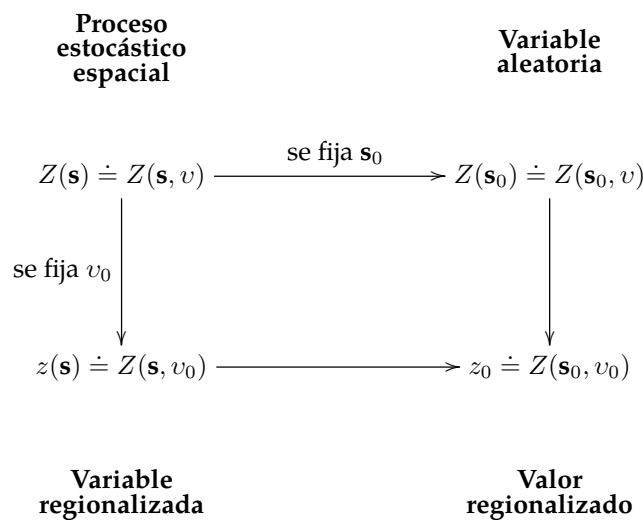 Proceso
estocástico
espacial
Variable
aleatoria
Z(s) ≐ Z(s, υ)
se fija s₀
Z(s₀) ≐ Z(s₀, υ)
se fija υ₀
z(s) ≐ Z(s, υ₀)
z₀ ≐ Z(s₀, υ₀)
Variable
regionalizada
Valor
regionalizado